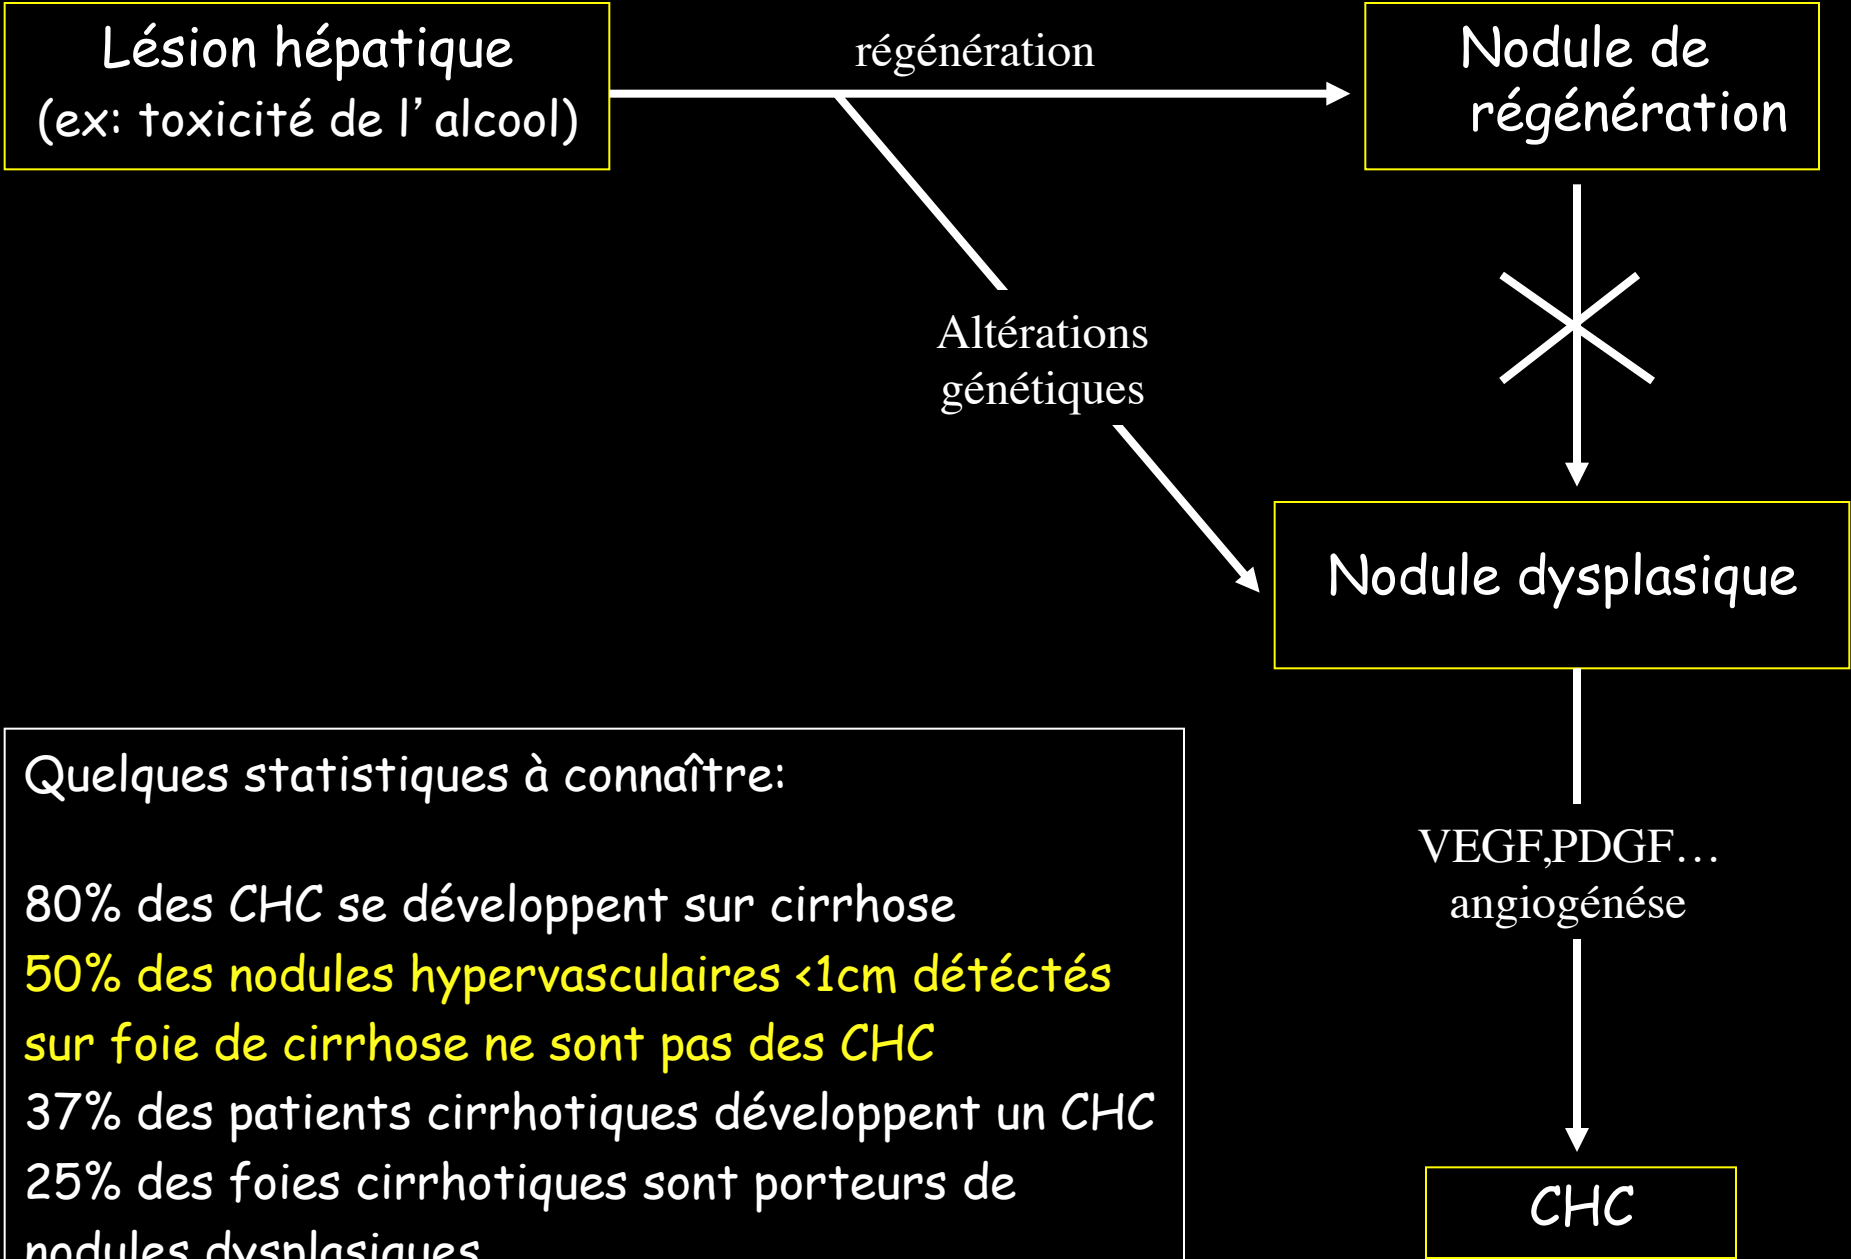 Lésion hépatique
(ex: toxicité de l’alcool)
régénération
Nodule de
régénération
Altérations
génétiques
Nodule dysplasique
VEGF,PDGF…
angiogénése
CHC
Quelques statistiques à connaître:
80% des CHC se développent sur cirrhose
50% des nodules hypervasculaires <1cm détéctés
sur foie de cirrhose ne sont pas des CHC
37% des patients cirrhotiques développent un CHC
25% des foies cirrhotiques sont porteurs de
nodules dysplasiques